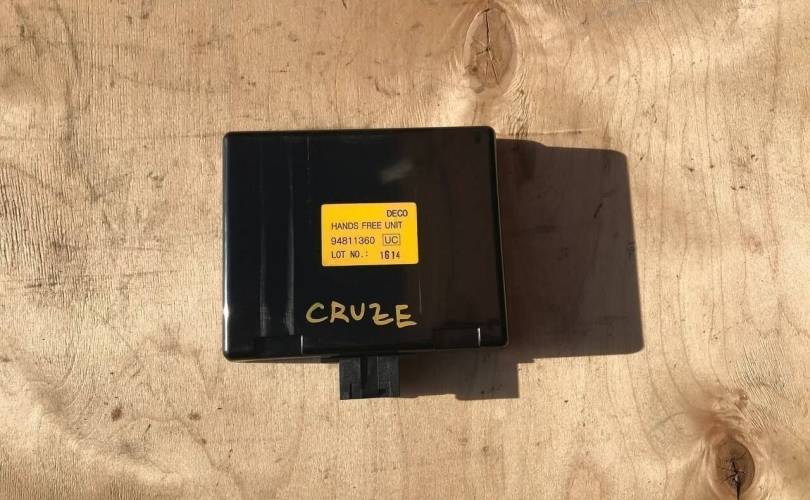 DECO
HANDS FREE UNIT
94811360 UC
LOT NO.: 1614
CRUZE